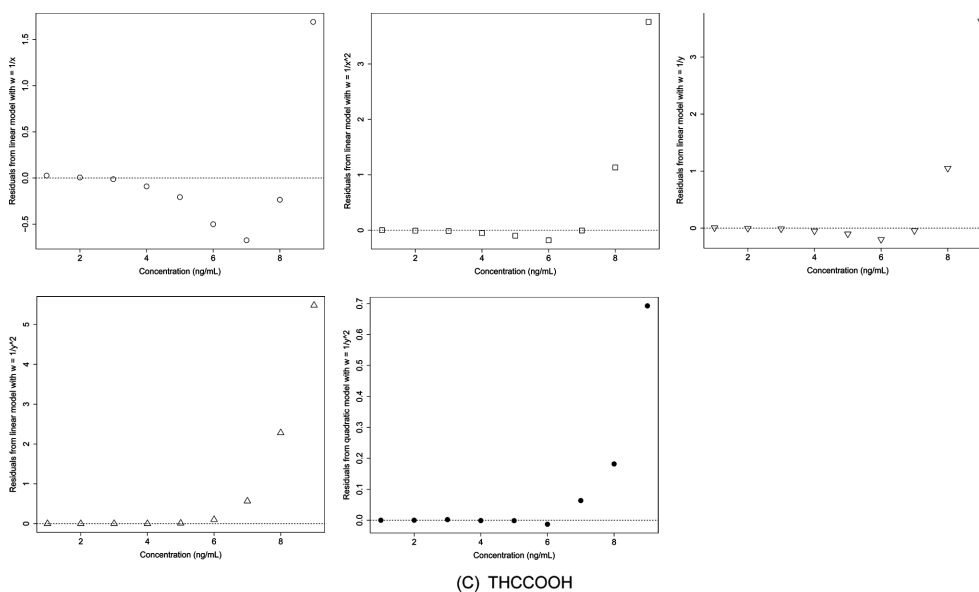 Residuals from linear model with w = 1/x
1.5
1.0
0.5
0.0
−0.5
2 4 6 8
Concentration (ng/mL)
Residuals from linear model with w = 1/x^2
3
2
1
0
2 4 6 8
Concentration (ng/mL)
Residuals from linear model with w = 1/y
3
2
1
0
2 4 6 8
Concentration (ng/mL)
Residuals from linear model with w = 1/y^2
5
4
3
2
1
0
2 4 6 8
Concentration (ng/mL)
Residuals from quadratic model with w = 1/y^2
0.7
0.6
0.5
0.4
0.3
0.2
0.1
0.0
2 4 6 8
Concentration (ng/mL)
(C) THCCOOH